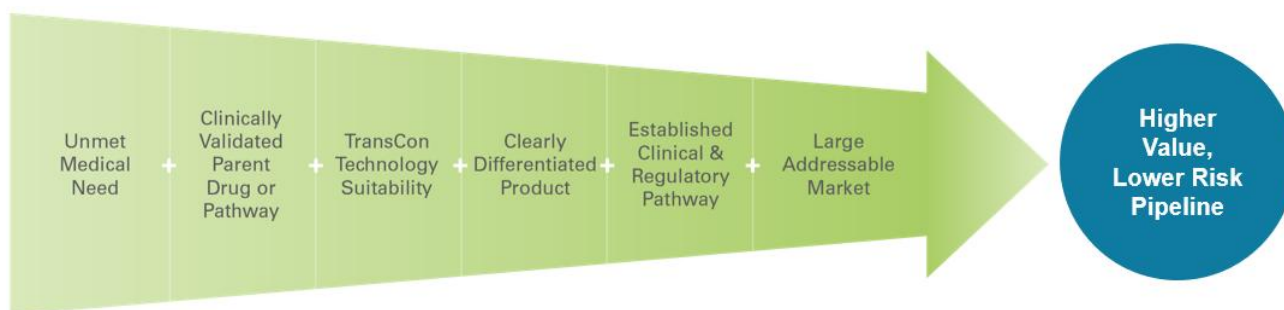 Unmet
Medical
Need
+
Clinically
Validated
Parent
Drug or
Pathway
+
TransCon
Technology
Suitability
+
Clearly
Differentiated
Product
+
Established
Clinical &
Regulatory
Pathway
+
Large
Addressable
Market
Higher
Value,
Lower Risk
Pipeline